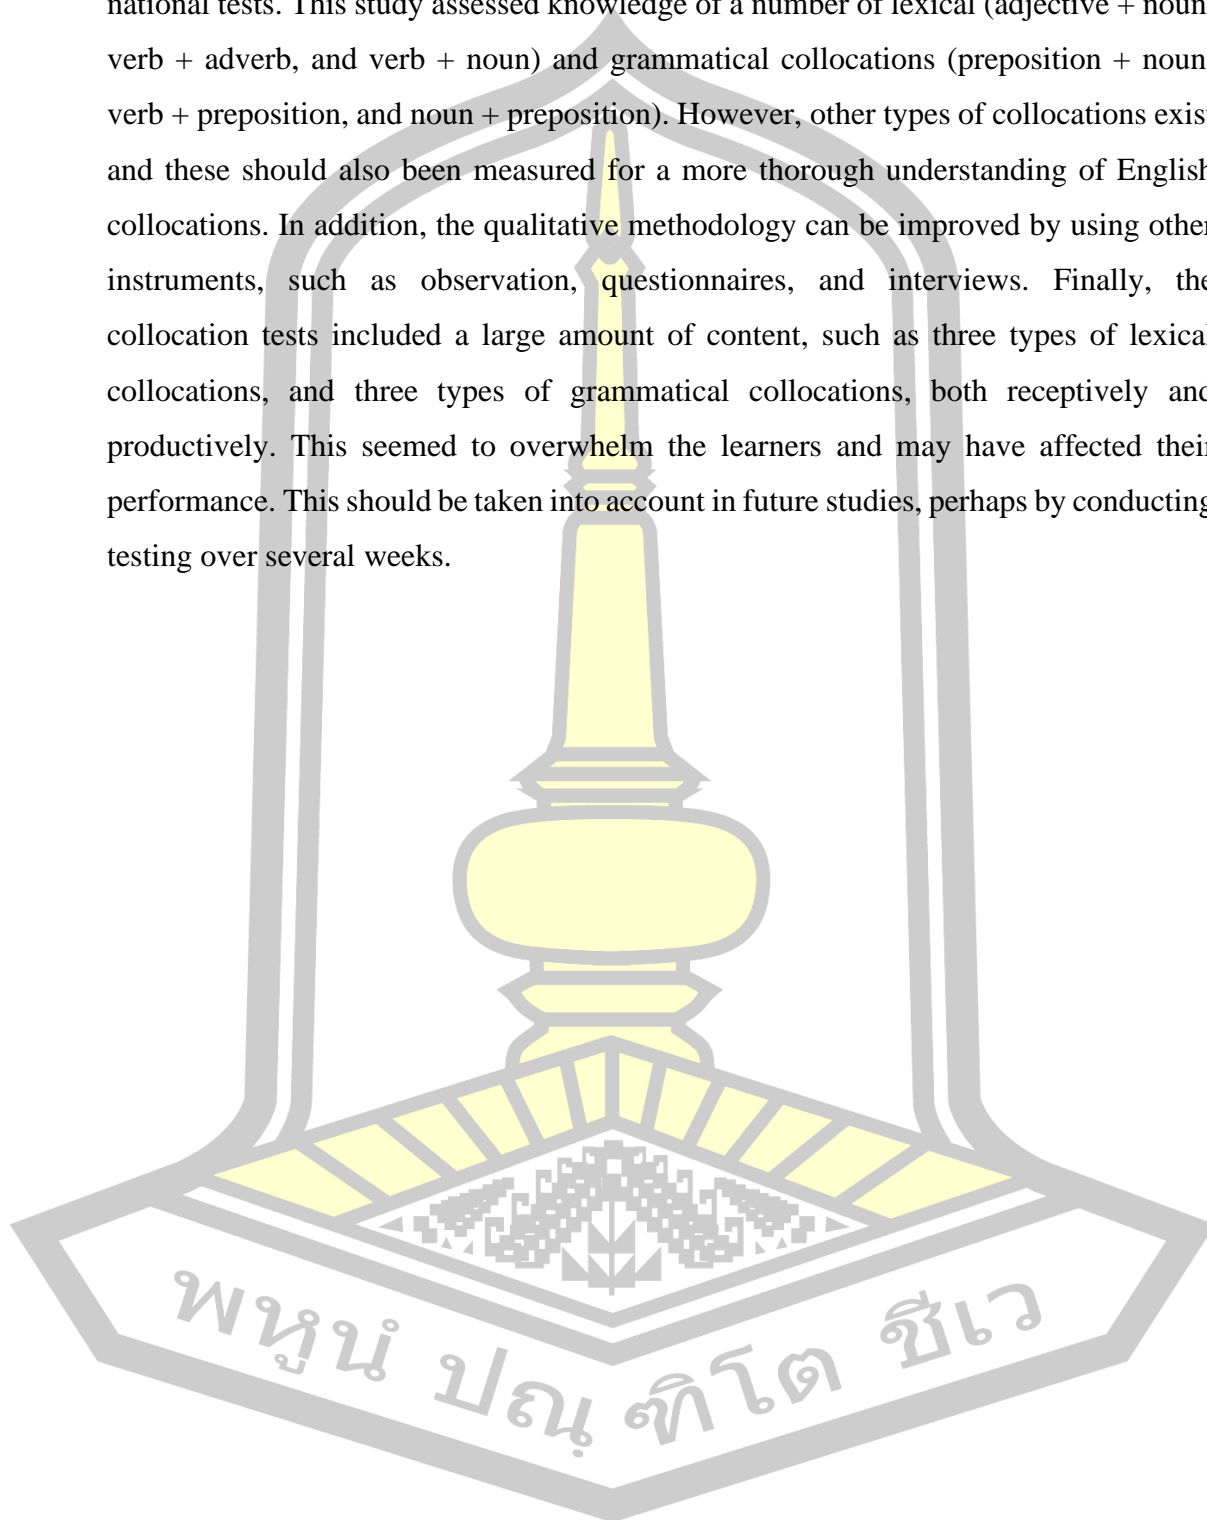 national tests. This study assessed knowledge of a number of lexical (adjective + noun
verb + adverb, and verb + noun) and grammatical collocations (preposition + noun
verb + preposition, and noun + preposition). However, other types of collocations exist
and these should also been measured for a more thorough understanding of English
collocations. In addition, the qualitative methodology can be improved by using other
instruments, such as observation, questionnaires, and interviews. Finally, the
collocation tests included a large amount of content, such as three types of lexical
collocations, and three types of grammatical collocations, both receptively and
productively. This seemed to overwhelm the learners and may have affected their
performance. This should be taken into account in future studies, perhaps by conducting
testing over several weeks.
พหูนํ ปณฺ ฑิโต ชีเว